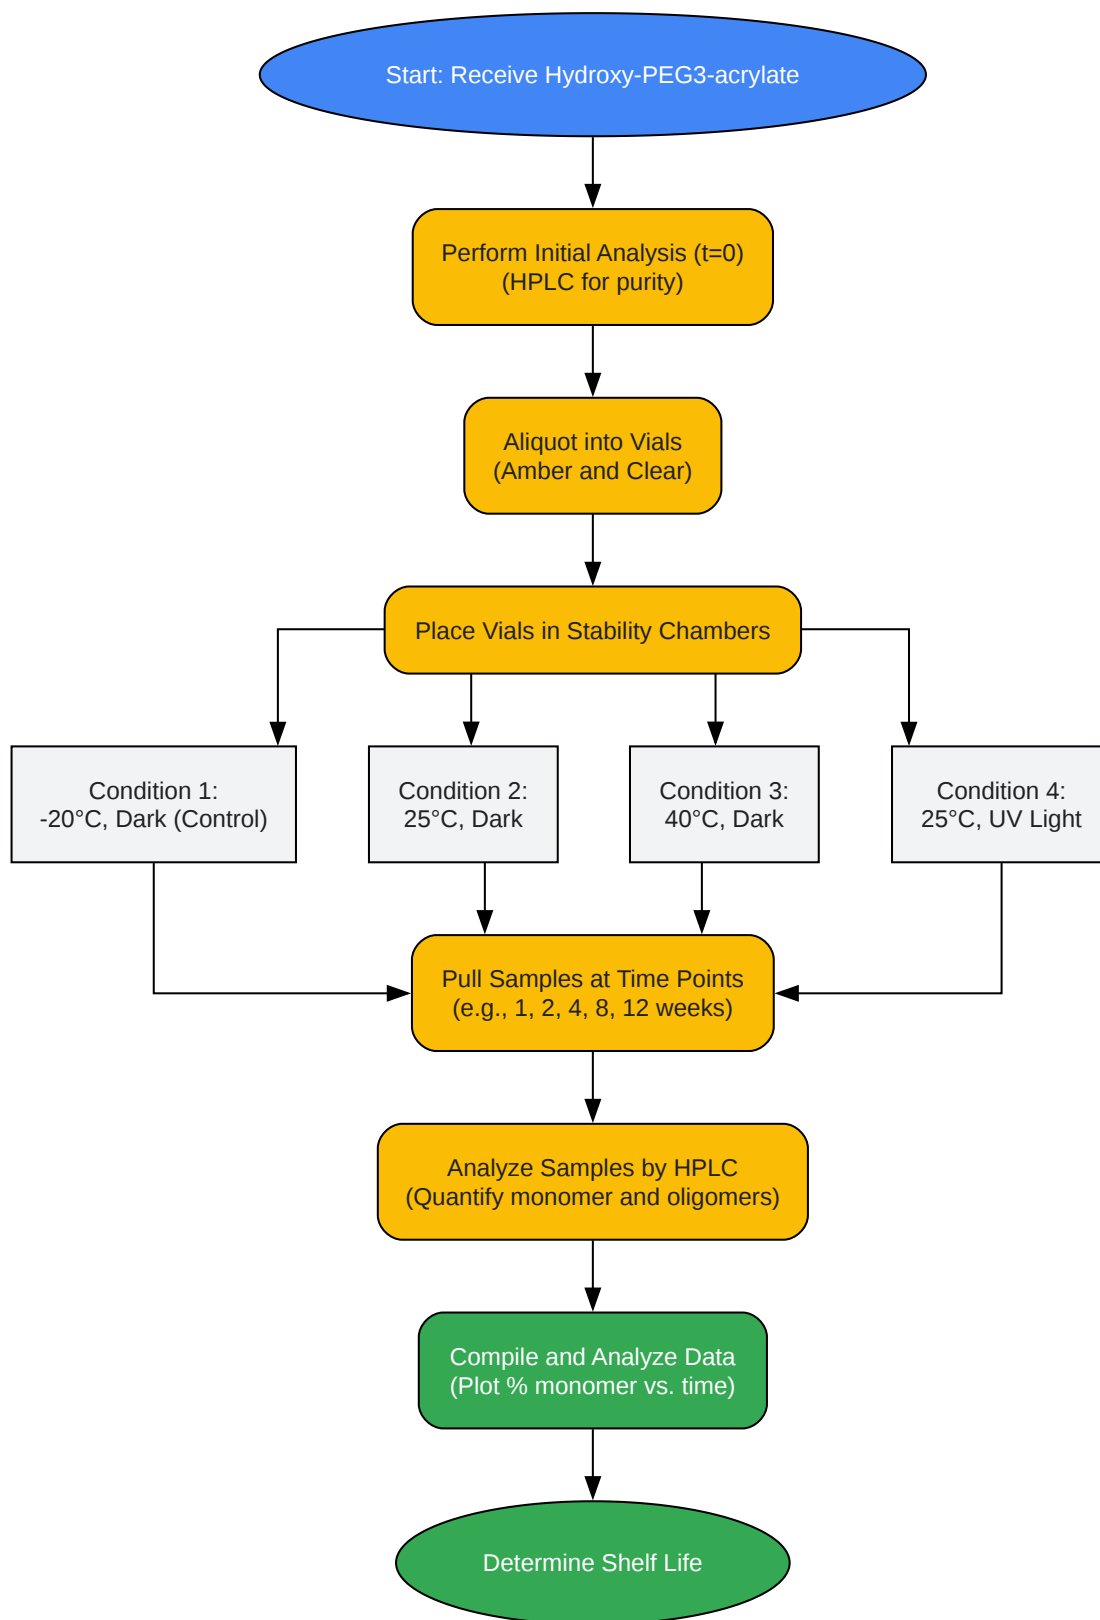 Start: Receive Hydroxy-PEG3-acrylate
Perform Initial Analysis (t=0)
(HPLC for purity)
Aliquot into Vials
(Amber and Clear)
Place Vials in Stability Chambers
Condition 1:
-20°C, Dark (Control)
Condition 2:
25°C, Dark
Condition 3:
40°C, Dark
Condition 4:
25°C, UV Light
Pull Samples at Time Points
(e.g., 1, 2, 4, 8, 12 weeks)
Analyze Samples by HPLC
(Quantify monomer and oligomers)
Compile and Analyze Data
(Plot % monomer vs. time)
Determine Shelf Life